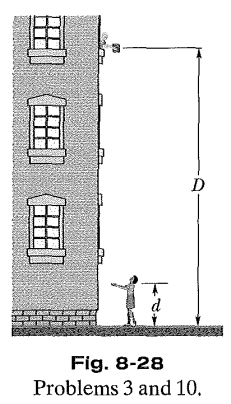 D
d
Fig. 8-28
Problems 3 and 10.